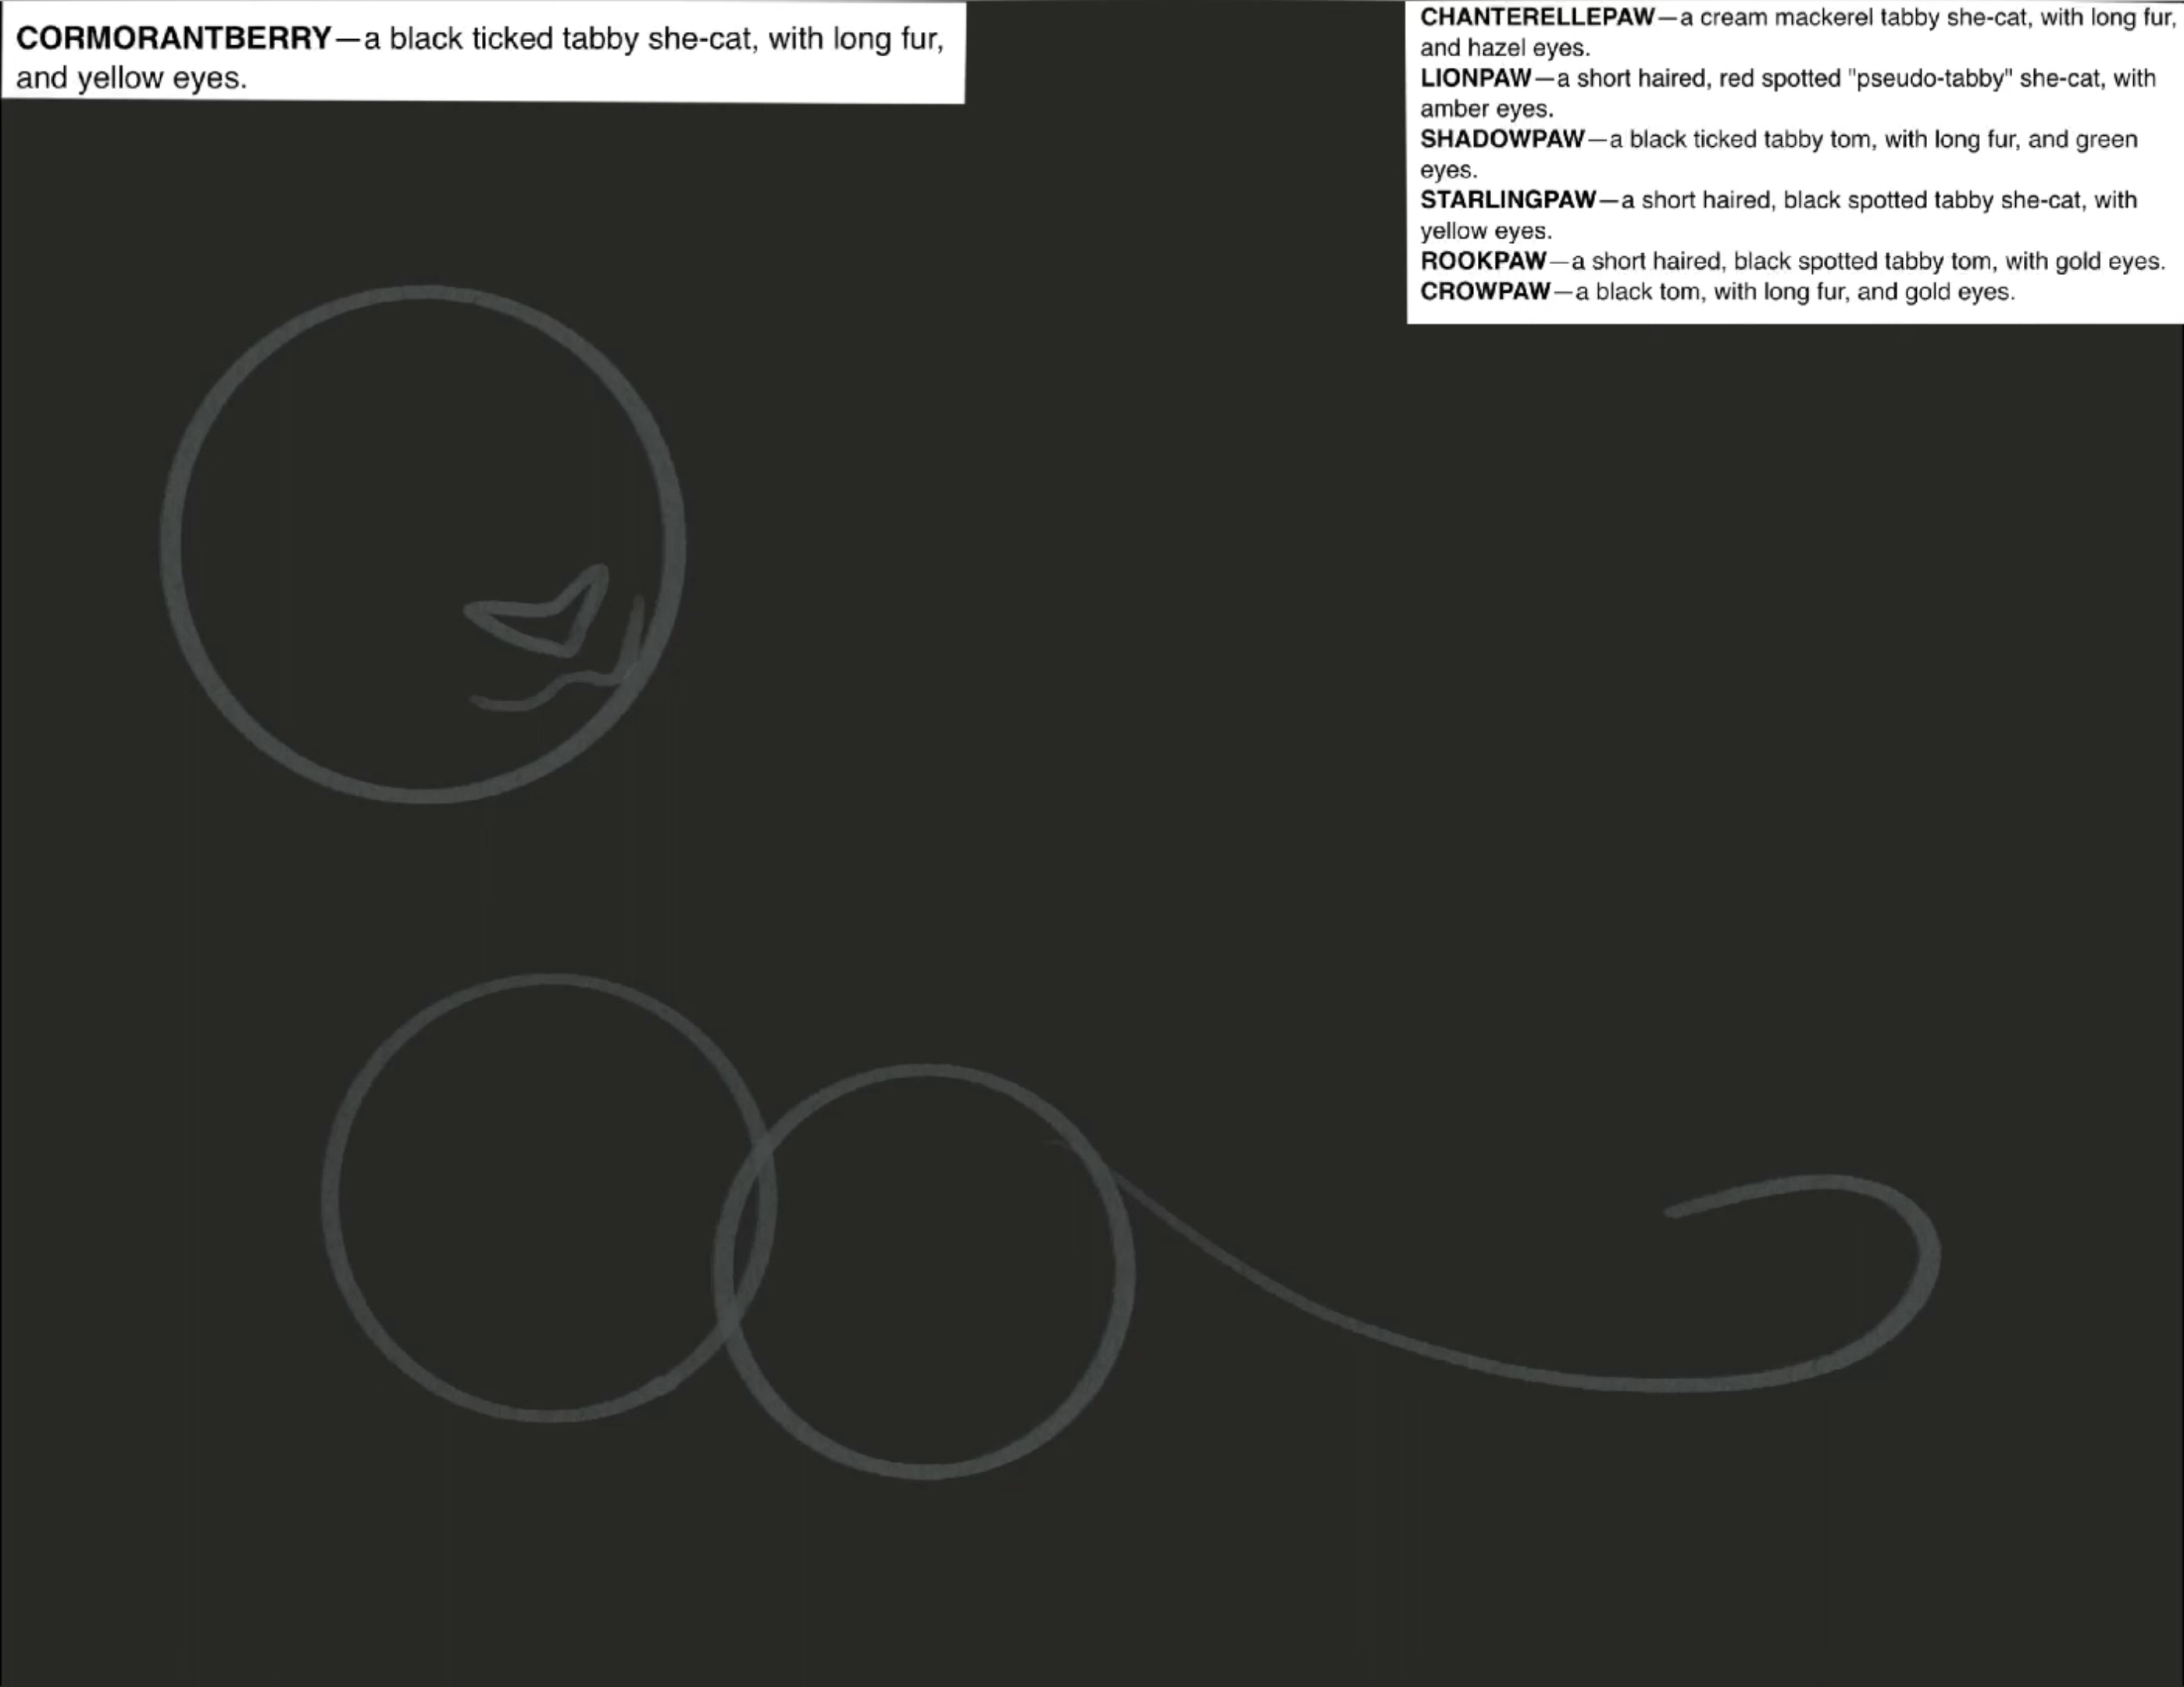 CORMORANTBERRY—a black ticked tabby she-cat, with long fur,
and yellow eyes.
CHANTERELLEPAW—a cream mackerel tabby she-cat, with long fur,
and hazel eyes.
LIONPAW—a short haired, red spotted "pseudo-tabby" she-cat, with
amber eyes.
SHADOWPAW—a black ticked tabby tom, with long fur, and green
eyes.
STARLINGPAW—a short haired, black spotted tabby she-cat, with
yellow eyes.
ROOKPAW—a short haired, black spotted tabby tom, with gold eyes.
CROWPAW—a black tom, with long fur, and gold eyes.